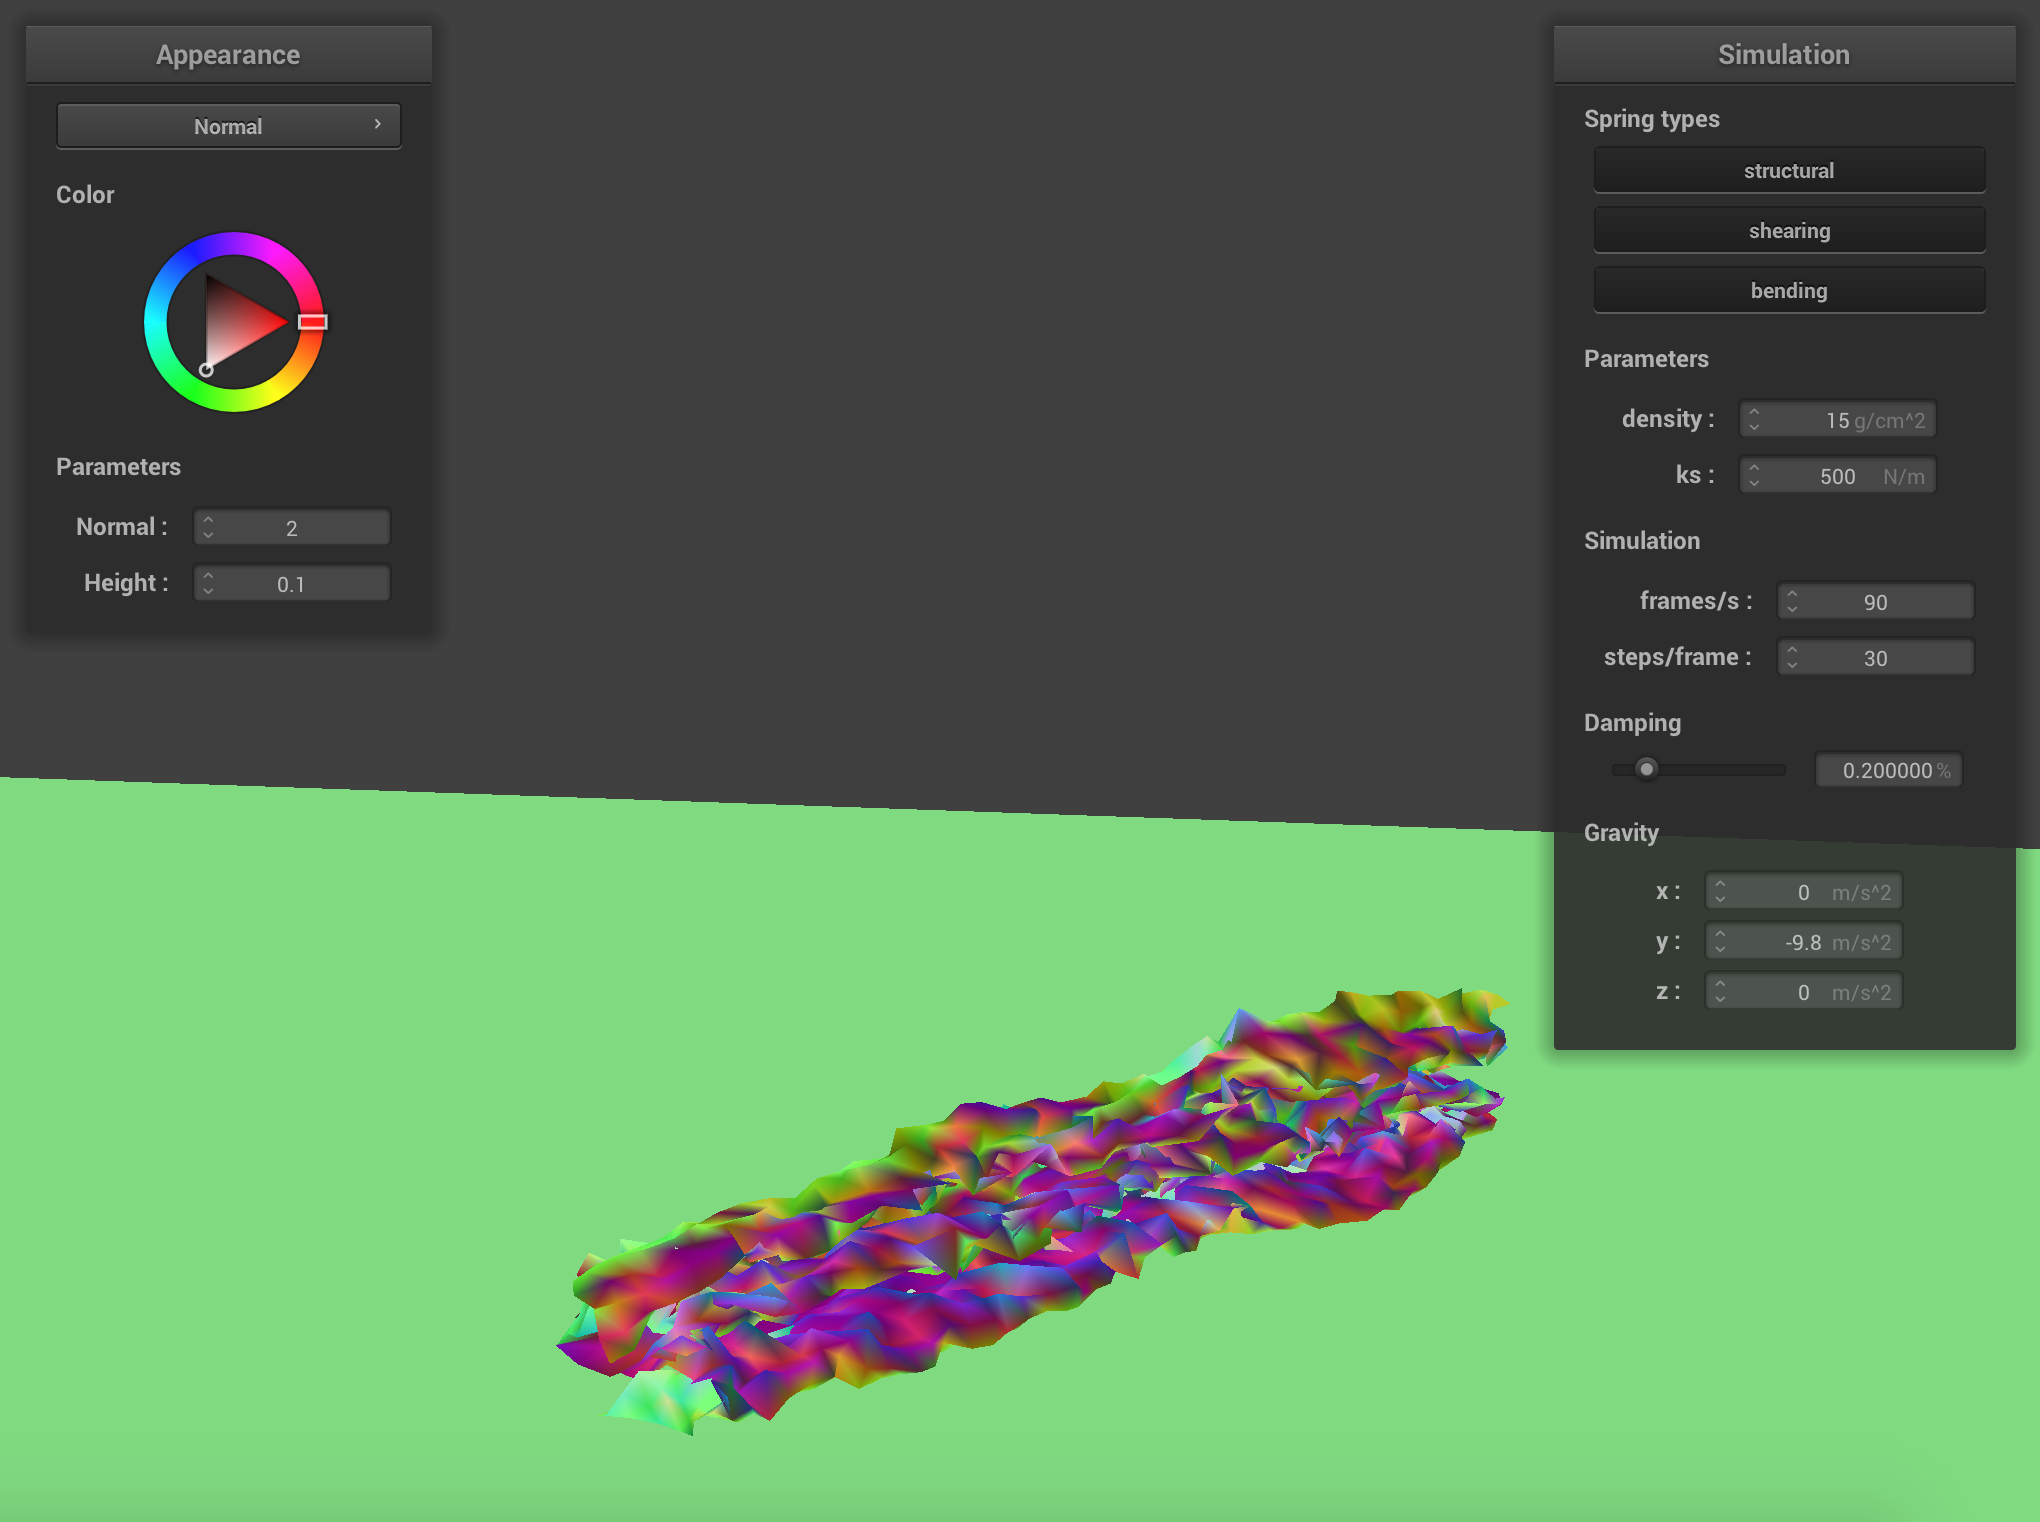 Appearance
Normal
Color
Parameters
Normal : 2
Height : 0.1
Simulation
Spring types
structural
shearing
bending
Parameters
density : 15 g/cm^2
ks : 500 N/m
Simulation
frames/s : 90
steps/frame : 30
Damping
0.200000 %
Gravity
x : 0 m/s^2
y : -9.8 m/s^2
z : 0 m/s^2